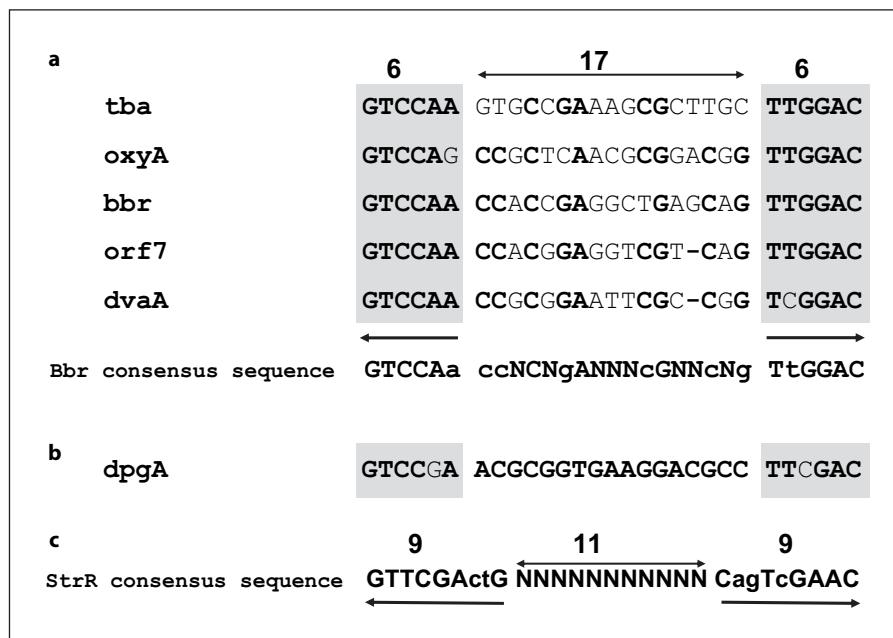 a
6 17 6
tba GTCCAA GTGCCGAAAGCGCTTGC TTGGAC
oxyA GTCCAG CCGCTCAACGCGGACGG TTGGAC
bbr GTCCAA CCACCGAGGCTGAGCAG TTGGAC
orf7 GTCCAA CCACGGAGGTCGT-CAG TTGGAC
dvaA GTCCAA CCGCGGAATTCGC-CGG TCGGAC
Bbr consensus sequence GTCCAa ccNCNgANNNcGNNcNg TtGGAC
b
dpgA GTCCGA ACGCGGTGAAGGACGCC TTCGAC
c
9 11 9
StrR consensus sequence GTTCGActG NNNNNNNNNNN CagTcGAAC